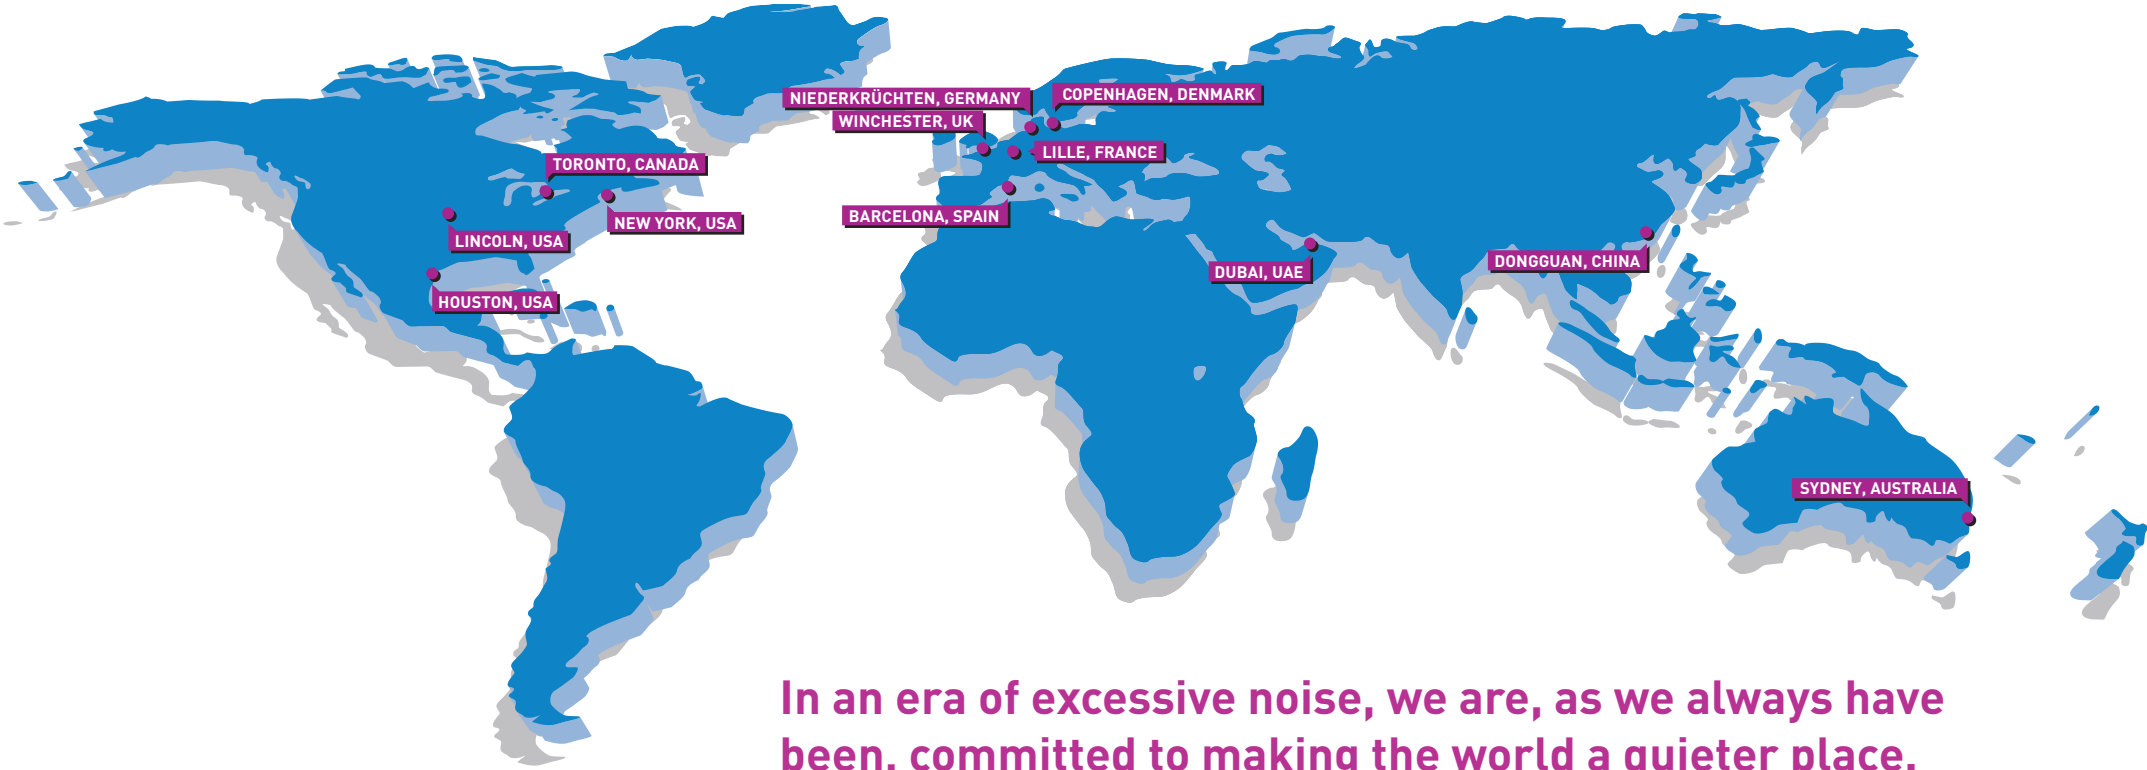 NIEDERKRÜCHTEN, GERMANY
COPENHAGEN, DENMARK
WINCHESTER, UK
LILLE, FRANCE
TORONTO, CANADA
BARCELONA, SPAIN
NEW YORK, USA
LINCOLN, USA
DONGGUAN, CHINA
DUBAI, UAE
HOUSTON, USA
SYDNEY, AUSTRALIA
In an era of excessive noise, we are, as we always have
been, committed to making the world a quieter place.